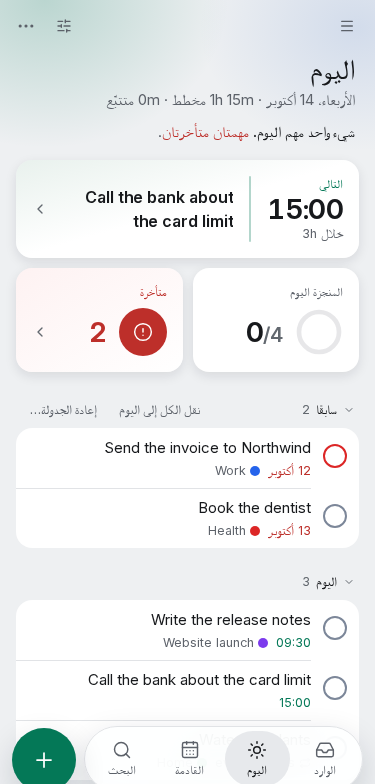 اليوم
الأربعاء، 14 أكتوبر · 1h 15m مخطط · 0m متتبّع
شيء واحد مهم اليوم. مهمتان متأخرتان.
التالي
15:00
خلال 3h
Call the bank about
the card limit
المنجزة اليوم
0/4
متأخرة
2
سابقًا 2
نقل الكل إلى اليوم
إعادة الجدولة...
Send the invoice to Northwind
12 أكتوبر Work
Book the dentist
13 أكتوبر Health
اليوم 3
Write the release notes
09:30 Website launch
Call the bank about the card limit
15:00
الوارد
اليوم
القادمة
البحث